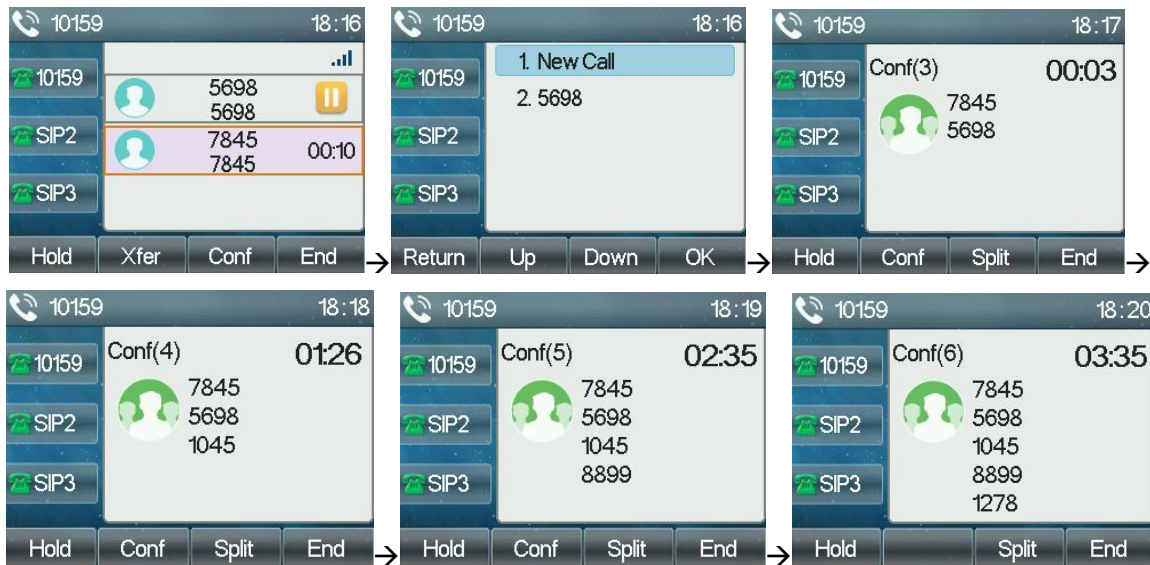 10159 18:16
10159
SIP2
SIP3
5698
5698
7845
7845 00:10
Hold Xfer Conf End
→
10159 18:16
10159
SIP2
SIP3
1. New Call
2. 5698
Return Up Down OK
→
10159 18:17
10159
SIP2
SIP3
Conf(3) 00:03
7845
5698
Hold Conf Split End
→
10159 18:18
10159
SIP2
SIP3
Conf(4) 01:26
7845
5698
1045
Hold Conf Split End
→
10159 18:19
10159
SIP2
SIP3
Conf(5) 02:35
7845
5698
1045
8899
Hold Conf Split End
→
10159 18:20
10159
SIP2
SIP3
Conf(6) 03:35
7845
5698
1045
8899
1278
Hold Split End